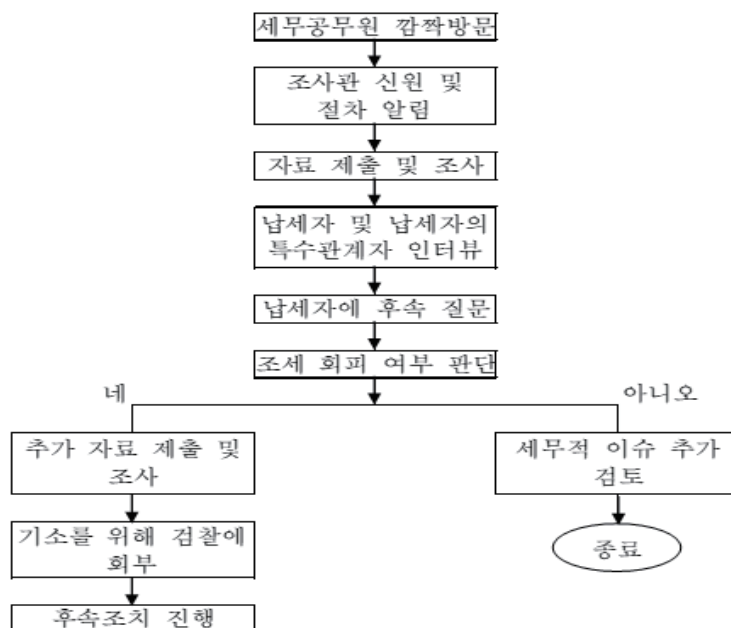 세무공무원 깜짝방문
조사관 신원 및
절차 알림
자료 제출 및 조사
납세자 및 납세자의
특수관계자 인터뷰
납세자에 후속 질문
조세 회피 여부 판단
네
아니오
추가 자료 제출 및
조사
세무적 이슈 추가
검토
기소를 위해 검찰에
회부
종료
후속조치 진행